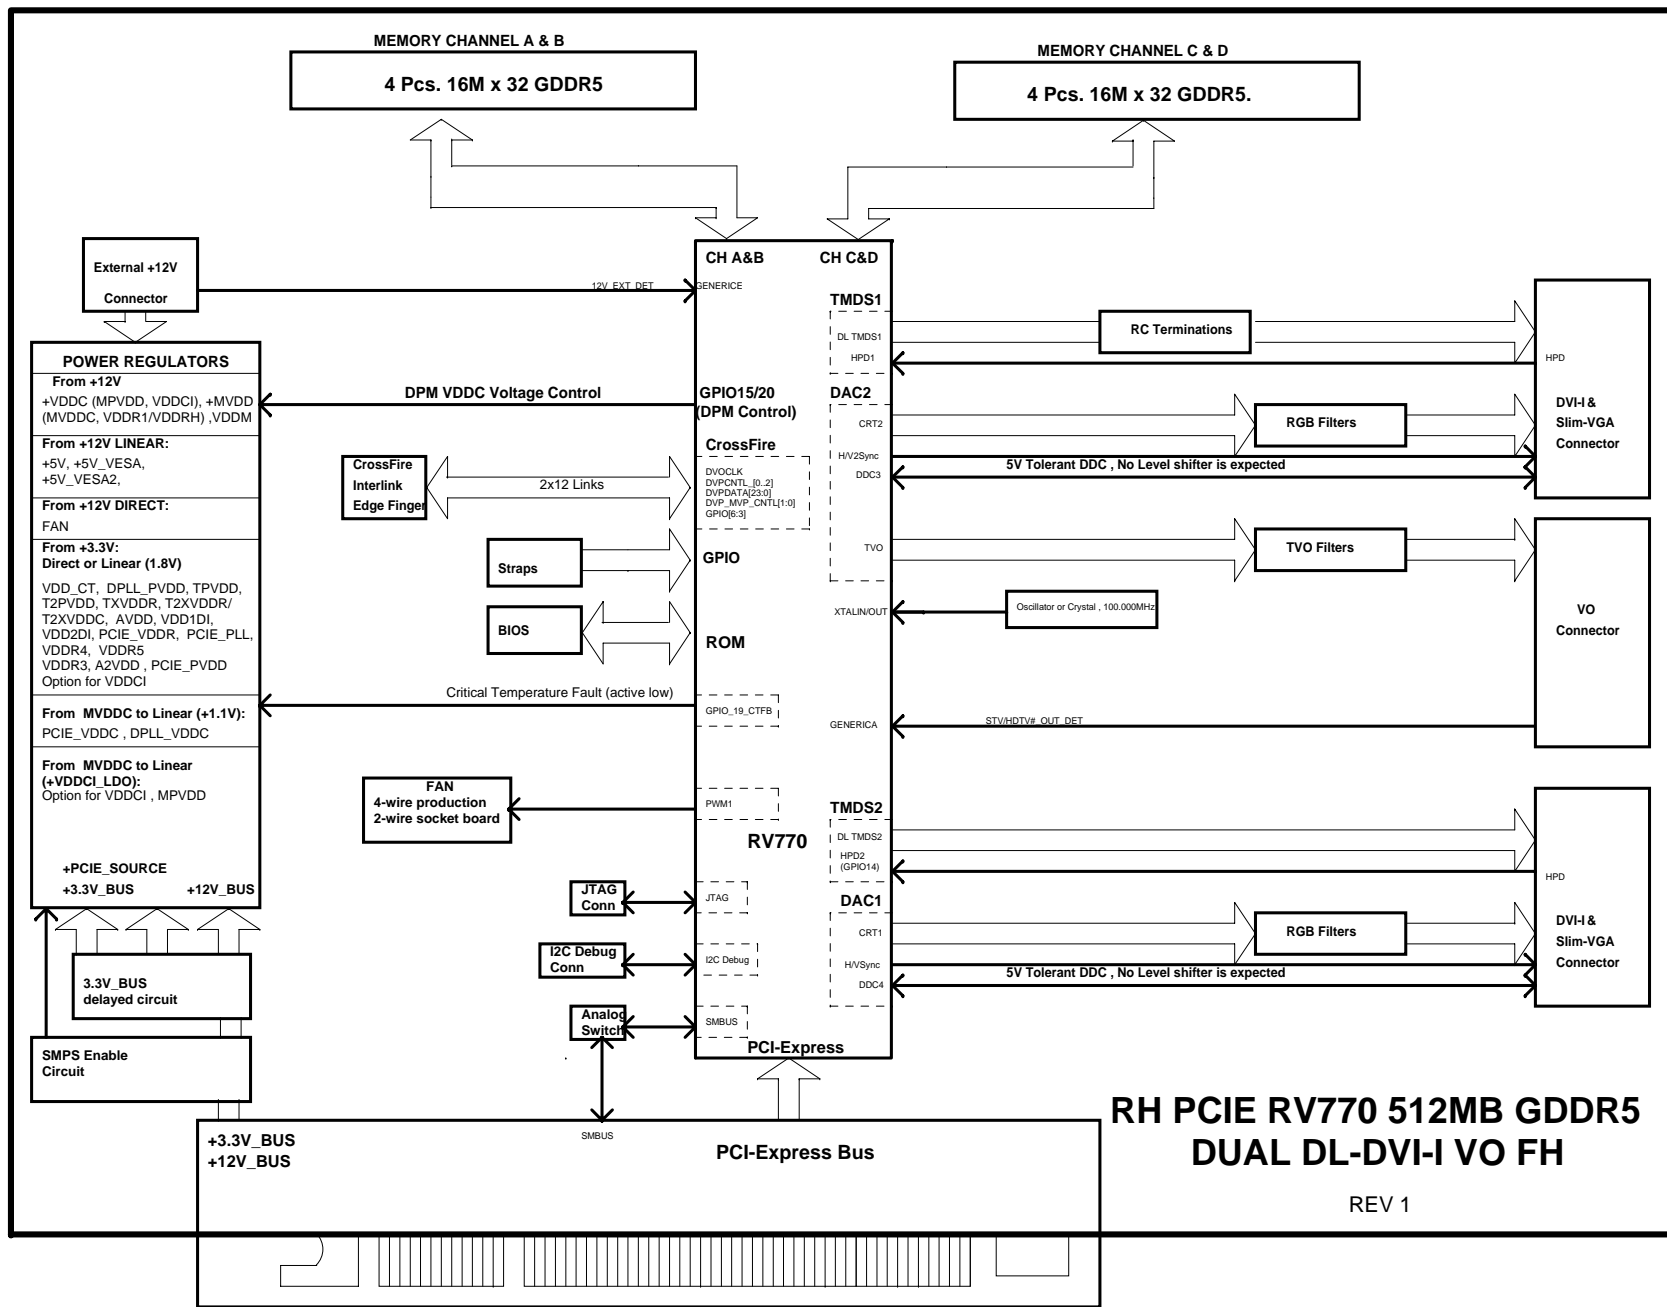 MEMORY CHANNEL A & B
4 Pcs. 16M x 32 GDDR5
MEMORY CHANNEL C & D
4 Pcs. 16M x 32 GDDR5.
External +12V
Connector
12V_EXT_DET
GENERICE
CH A&B
CH C&D
POWER REGULATORS
From +12V
+VDDC (MPVDD, VDDCI), +MVDD
(MVDDC, VDDR1/VDDRH) ,VDDM
From +12V LINEAR:
+5V, +5V_VESA,
+5V_VESA2,
From +12V DIRECT:
FAN
From +3.3V:
Direct or Linear (1.8V)
VDD_CT, DPLL_PVDD, TPVDD,
T2PVDD, TXVDDR, T2XVDDR/
T2XVDDC, AVDD, VDD1DI,
VDD2DI, PCIE_VDDR, PCIE_PLL,
VDDR4, VDDR5
VDDR3, A2VDD , PCIE_PVDD
Option for VDDCI
From MVDDC to Linear (+1.1V):
PCIE_VDDC , DPLL_VDDC
From MVDDC to Linear
(+VDDCI_LDO):
Option for VDDCI , MPVDD
+PCIE_SOURCE
+3.3V_BUS
+12V_BUS
3.3V_BUS
delayed circuit
SMPS Enable
Circuit
DPM VDDC Voltage Control
GPIO15/20
(DPM Control)
CrossFire
Interlink
Edge Finger
2x12 Links
CrossFire
DVOCLK
DVPCNTL_[0..2]
DVPDATA[23:0]
DVP_MVP_CNTL[1:0]
GPIO[6:3]
Straps
GPIO
BIOS
ROM
Critical Temperature Fault (active low)
GPIO_19_CTFB
FAN
4-wire production
2-wire socket board
PWM1
RV770
JTAG
Conn
JTAG
I2C Debug
Conn
I2C Debug
Analog
Switch
SMBUS
PCI-Express
TMDS1
DL TMDS1
HPD1
RC Terminations
HPD
DAC2
CRT2
RGB Filters
H/V2Sync
5V Tolerant DDC , No Level shifter is expected
DDC3
DVI-I &
Slim-VGA
Connector
TVO
TVO Filters
XTALIN/OUT
Oscillator or Crystal , 100.000MHz
VO
Connector
GENERICA
STV/HDTV#_OUT_DET
TMDS2
DL TMDS2
HPD2
(GPIO14)
HPD
DAC1
CRT1
RGB Filters
H/VSync
5V Tolerant DDC , No Level shifter is expected
DDC4
DVI-I &
Slim-VGA
Connector
+3.3V_BUS
+12V_BUS
SMBUS
PCI-Express Bus
RH PCIE RV770 512MB GDDR5
DUAL DL-DVI-I VO FH
REV 1